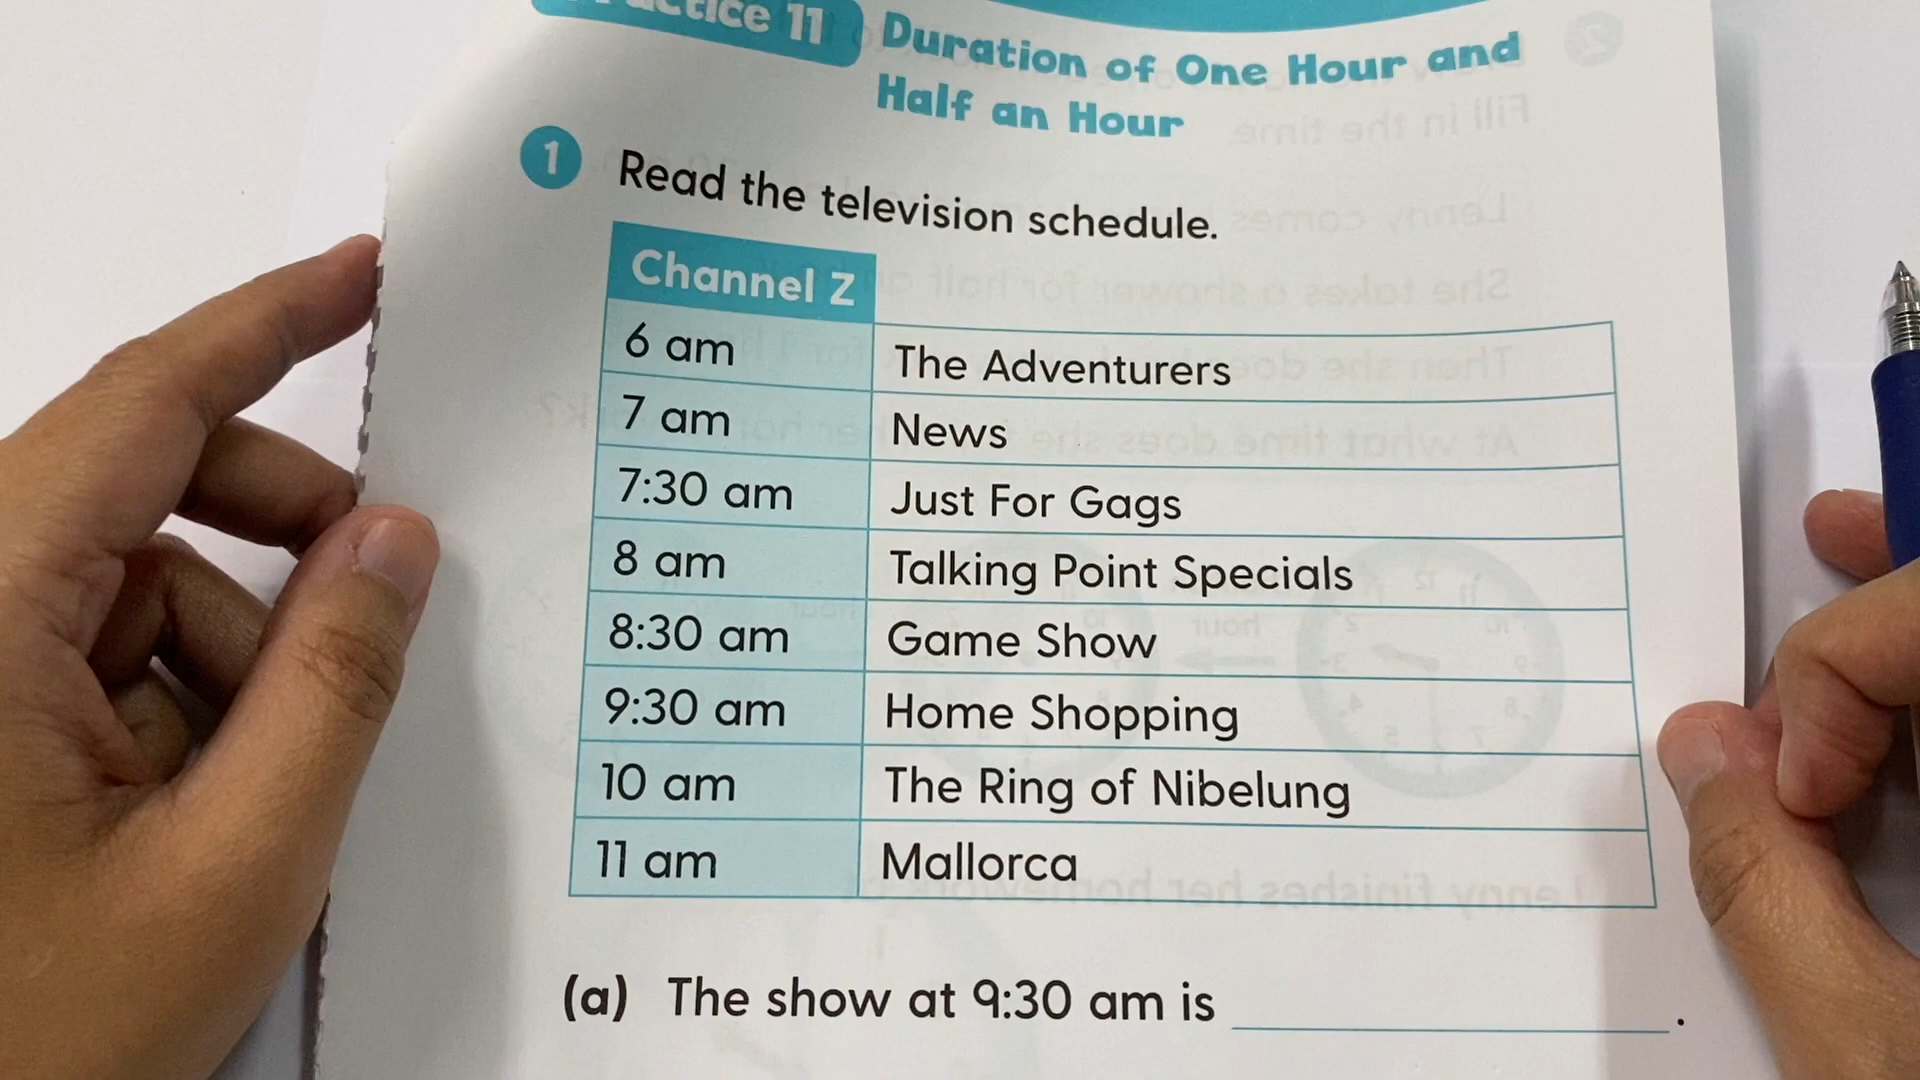 Practice 11 Duration of One Hour and
Half an Hour
1 Read the television schedule.
Channel Z
6 am The Adventurers
7 am News
7:30 am Just For Gags
8 am Talking Point Specials
8:30 am Game Show
9:30 am Home Shopping
10 am The Ring of Nibelung
11 am Mallorca
(a) The show at 9:30 am is ____________.